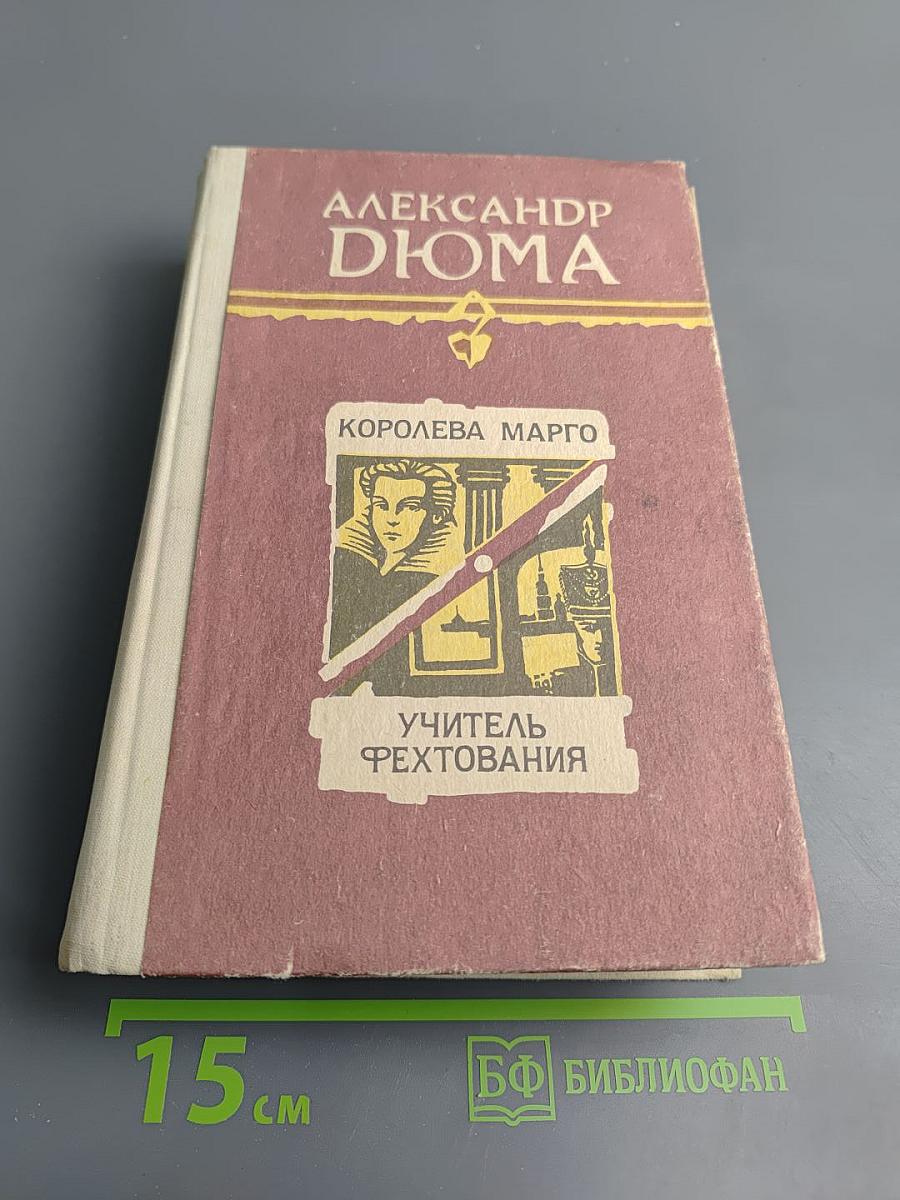 АЛЕКСАНДР
ДЮМА
КОРОЛЕВА МАРГО
УЧИТЕЛЬ
ФЕХТОВАНИЯ
15 см
БФ БИБЛИОФАН